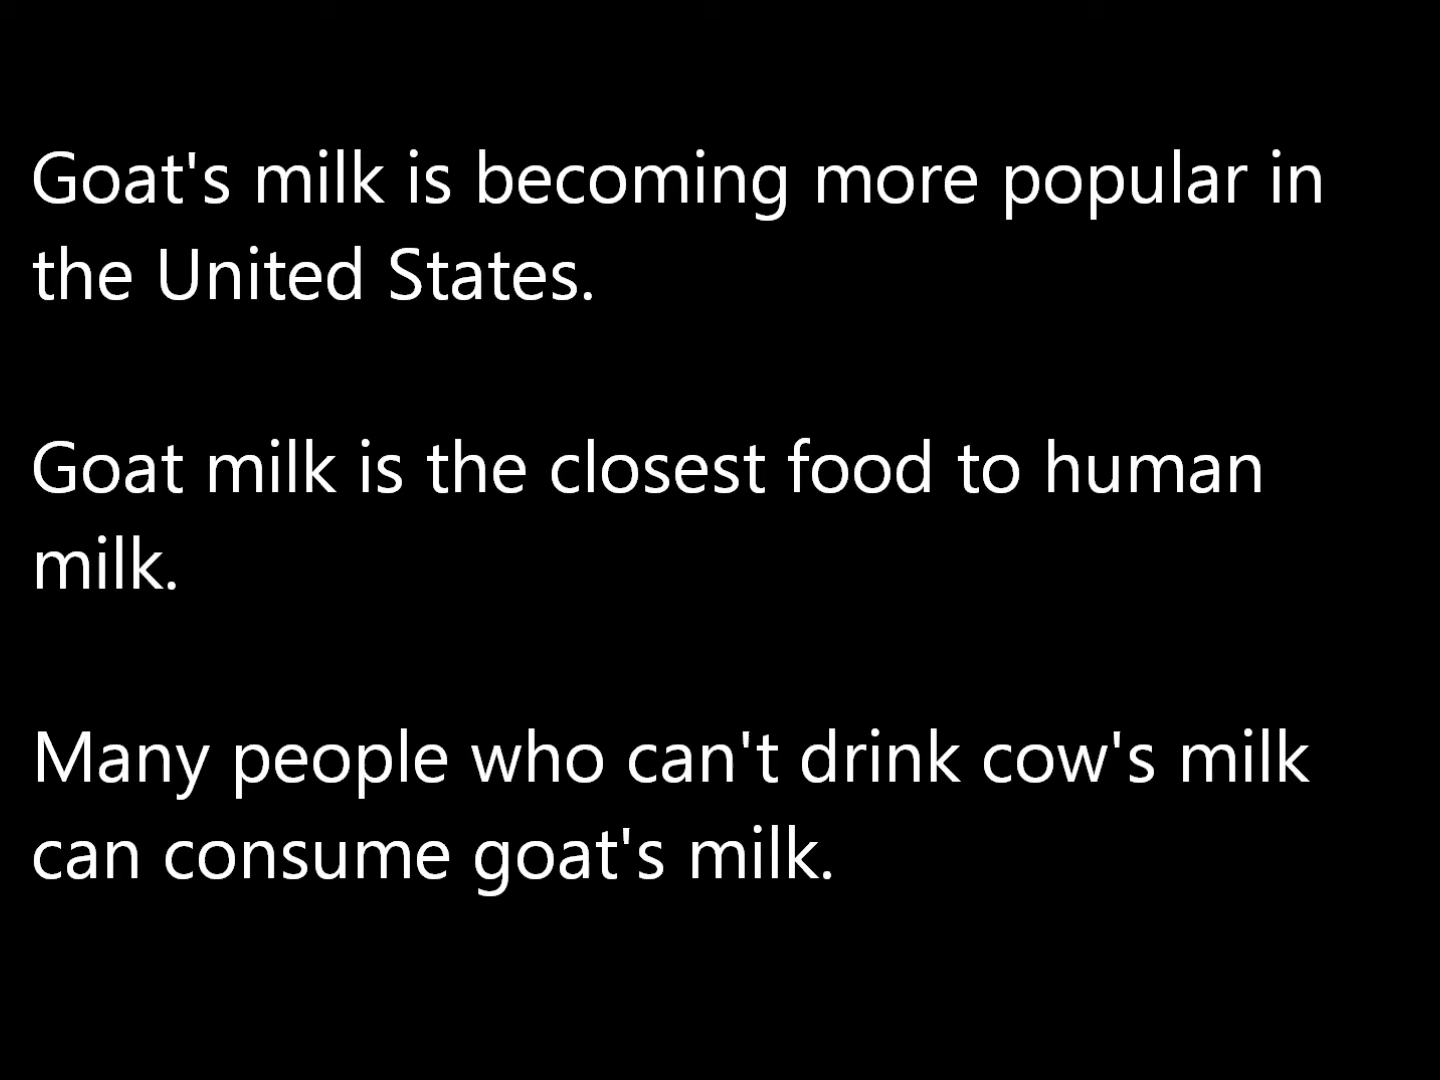 Goat's milk is becoming more popular in
the United States.
Goat milk is the closest food to human
milk.
Many people who can't drink cow's milk
can consume goat's milk.